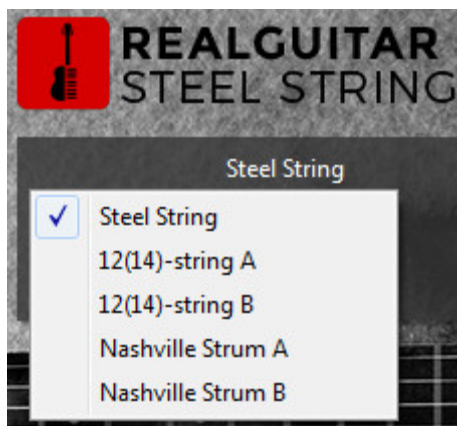 REALGUITAR
STEEL STRING
Steel String
Steel String
12(14)-string A
12(14)-string B
Nashville Strum A
Nashville Strum B